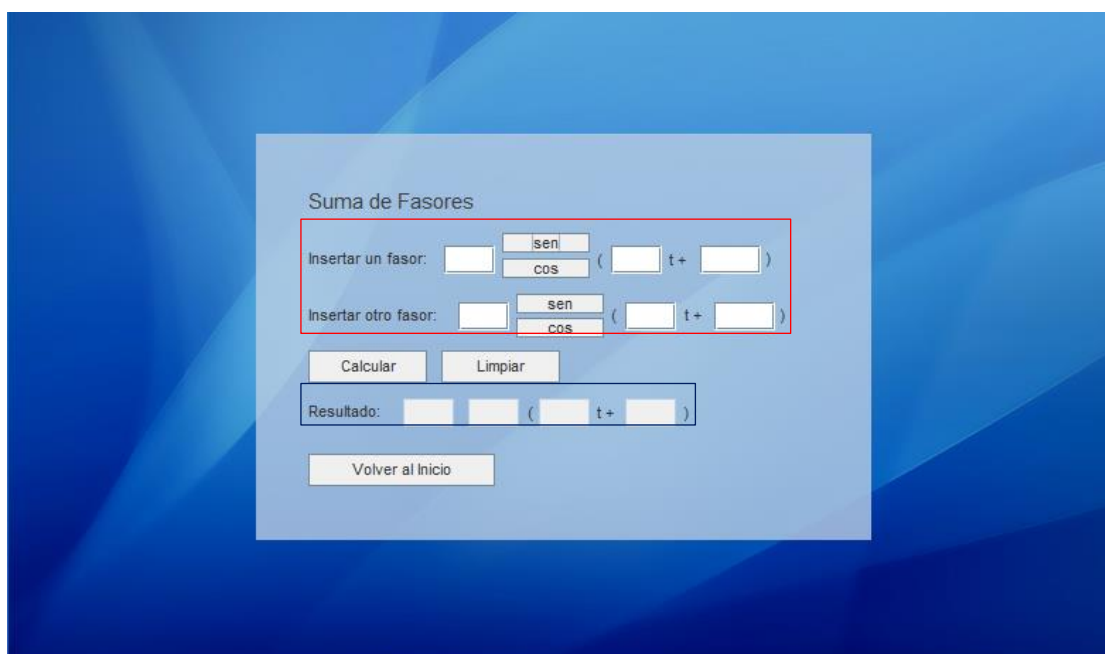 Suma de Fasores
sen
Insertar un fasor: ( t + )
cos
sen
Insertar otro fasor: ( t + )
cos
Calcular Limpiar
Resultado: ( t + )
Volver al Inicio